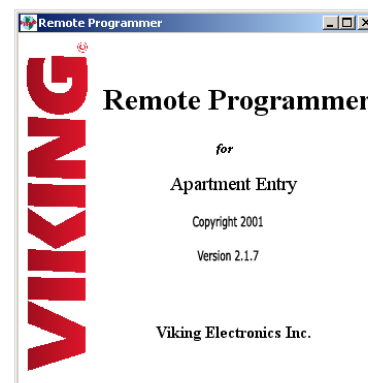 Remote Programmer
VIKING®
Remote Programmer
for
Apartment Entry
Copyright 2001
Version 2.1.7
Viking Electronics Inc.